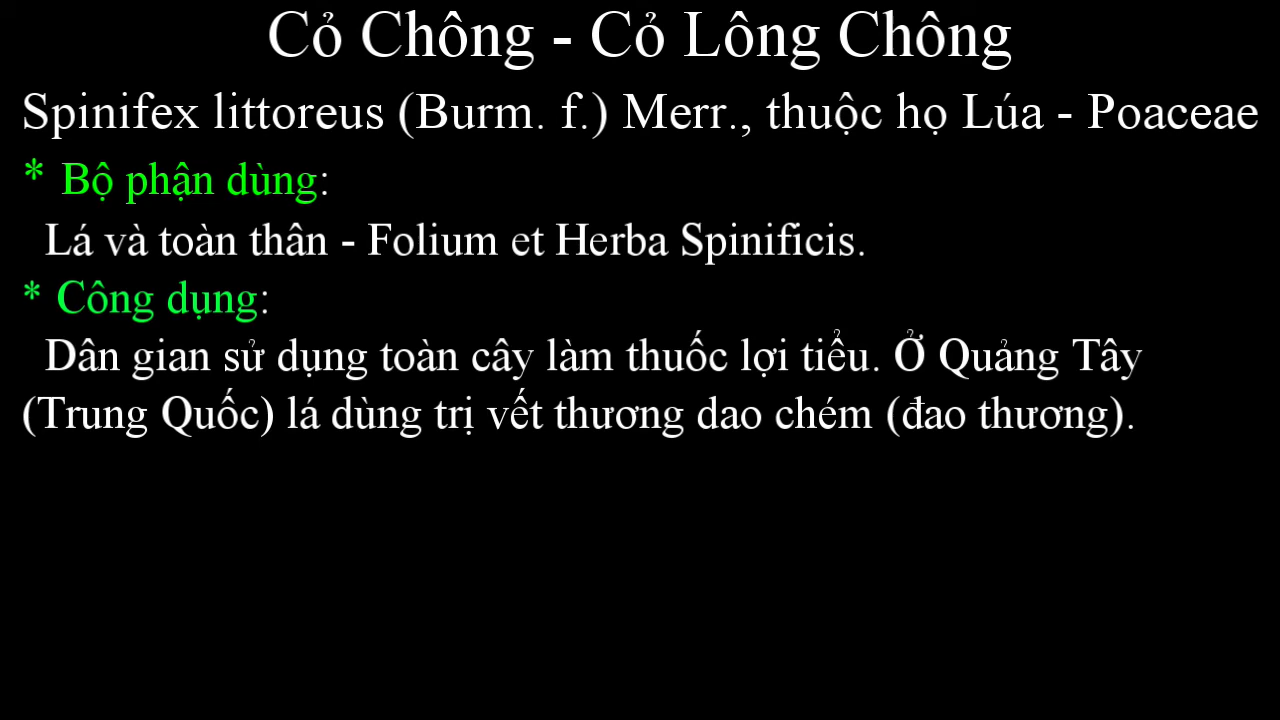 Cỏ Chông - Cỏ Lông Chông
Spinifex littoreus (Burm. f.) Merr., thuộc họ Lúa - Poaceae
* Bộ phận dùng:
Lá và toàn thân - Folium et Herba Spinificis.
* Công dụng:
Dân gian sử dụng toàn cây làm thuốc lợi tiểu. Ở Quảng Tây
(Trung Quốc) lá dùng trị vết thương dao chém (đao thương).